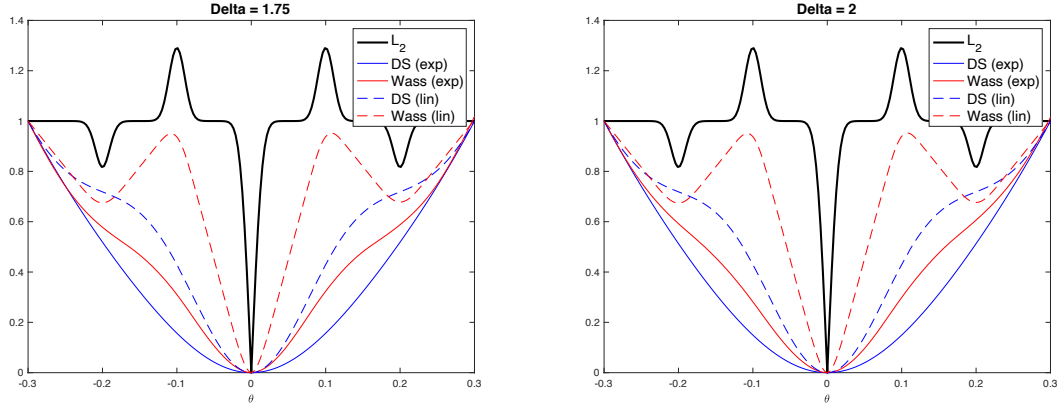 Delta = 1.75
1.4
1.2
1
0.8
0.6
0.4
0.2
0
-0.3
-0.2
-0.1
0
0.1
0.2
0.3
θ
L2
DS (exp)
Wass (exp)
DS (lin)
Wass (lin)
Delta = 2
1.4
1.2
1
0.8
0.6
0.4
0.2
0
-0.3
-0.2
-0.1
0
0.1
0.2
0.3
θ
L2
DS (exp)
Wass (exp)
DS (lin)
Wass (lin)